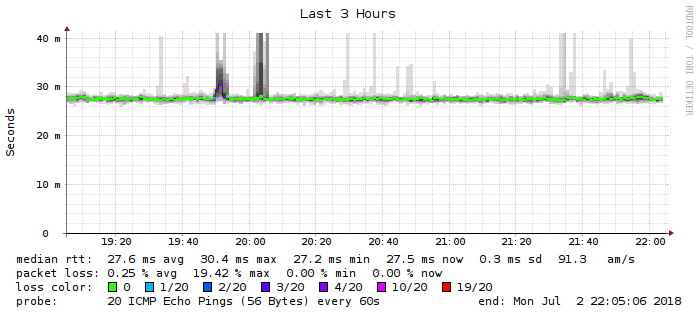 Last 3 Hours
RRDTOOL / TOBI OETIKER
Seconds
40 m
30 m
20 m
10 m
0
19:20 19:40 20:00 20:20 20:40 21:00 21:20 21:40 22:00
median rtt: 27.6 ms avg 30.4 ms max 27.2 ms min 27.5 ms now 0.3 ms sd 91.3 am/s
packet loss: 0.25 % avg 19.42 % max 0.00 % min 0.00 % now
loss color: 0 1/20 2/20 3/20 4/20 10/20 19/20
probe: 20 ICMP Echo Pings (56 Bytes) every 60s end: Mon Jul 2 22:05:06 2018